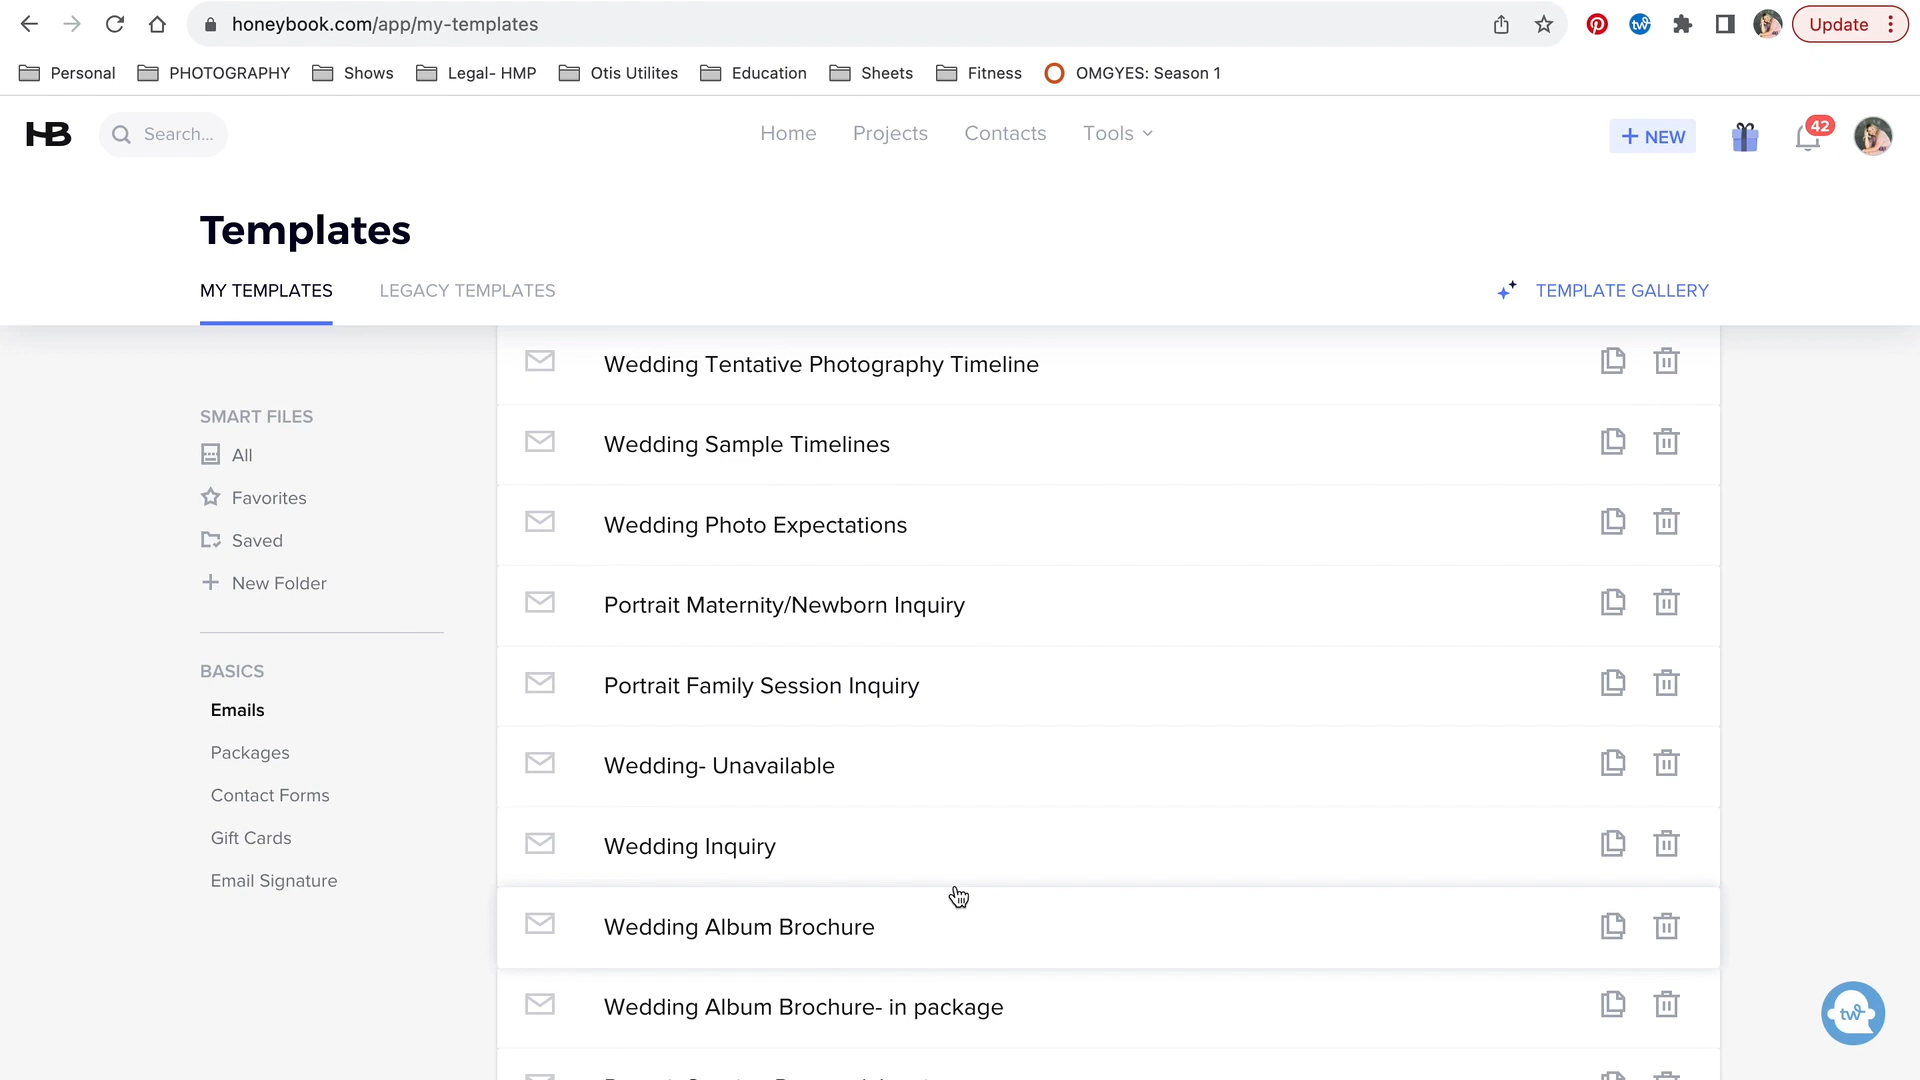 honeybook.com/app/my-templates
Update
Personal
PHOTOGRAPHY
Shows
Legal- HMP
Otis Utilites
Education
Sheets
Fitness
OMGYES: Season 1
HB
Search...
Home
Projects
Contacts
Tools
+ NEW
42
Templates
MY TEMPLATES
LEGACY TEMPLATES
TEMPLATE GALLERY
SMART FILES
All
Favorites
Saved
New Folder
BASICS
Emails
Packages
Contact Forms
Gift Cards
Email Signature
Wedding Tentative Photography Timeline
Wedding Sample Timelines
Wedding Photo Expectations
Portrait Maternity/Newborn Inquiry
Portrait Family Session Inquiry
Wedding- Unavailable
Wedding Inquiry
Wedding Album Brochure
Wedding Album Brochure- in package
tw